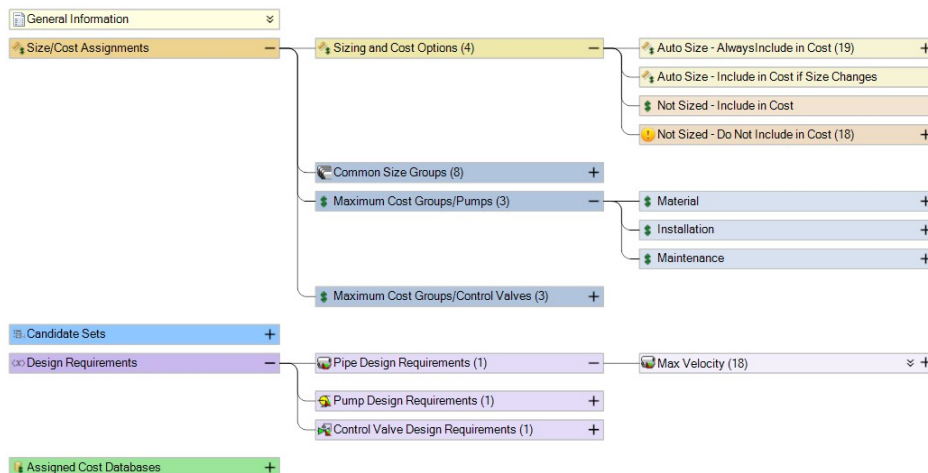 General Information
Size/Cost Assignments
Sizing and Cost Options (4)
Auto Size - AlwaysInclude in Cost (19)
Auto Size - Include in Cost if Size Changes
Not Sized - Include in Cost
Not Sized - Do Not Include in Cost (18)
Common Size Groups (8)
Maximum Cost Groups/Pumps (3)
Material
Installation
Maintenance
Maximum Cost Groups/Control Valves (3)
Candidate Sets
Design Requirements
Pipe Design Requirements (1)
Max Velocity (18)
Pump Design Requirements (1)
Control Valve Design Requirements (1)
Assigned Cost Databases